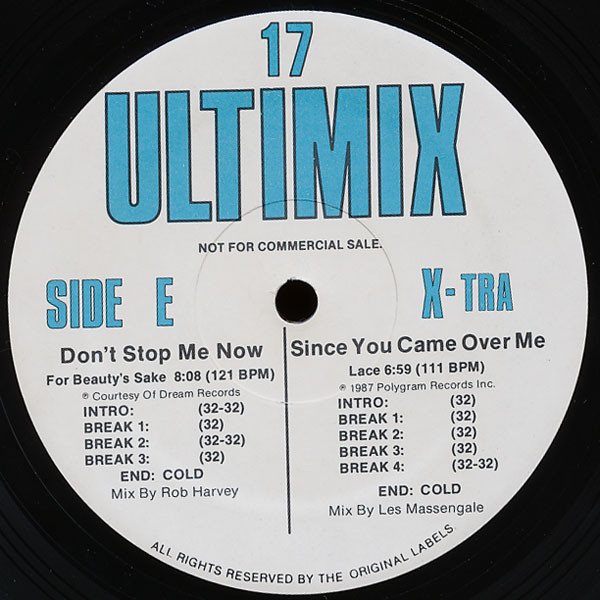 17
ULTIMIX
NOT FOR COMMERCIAL SALE.
SIDE E
X-TRA
Don't Stop Me Now
For Beauty's Sake 8:08 (121 BPM)
℗ Courtesy Of Dream Records
INTRO: (32-32)
BREAK 1: (32)
BREAK 2: (32-32)
BREAK 3: (32)
END: COLD
Mix By Rob Harvey
Since You Came Over Me
Lace 6:59 (111 BPM)
℗ 1987 Polygram Records Inc.
INTRO: (32)
BREAK 1: (32)
BREAK 2: (32)
BREAK 3: (32)
BREAK 4: (32-32)
END: COLD
Mix By Les Massengale
ALL RIGHTS RESERVED BY THE ORIGINAL LABELS.